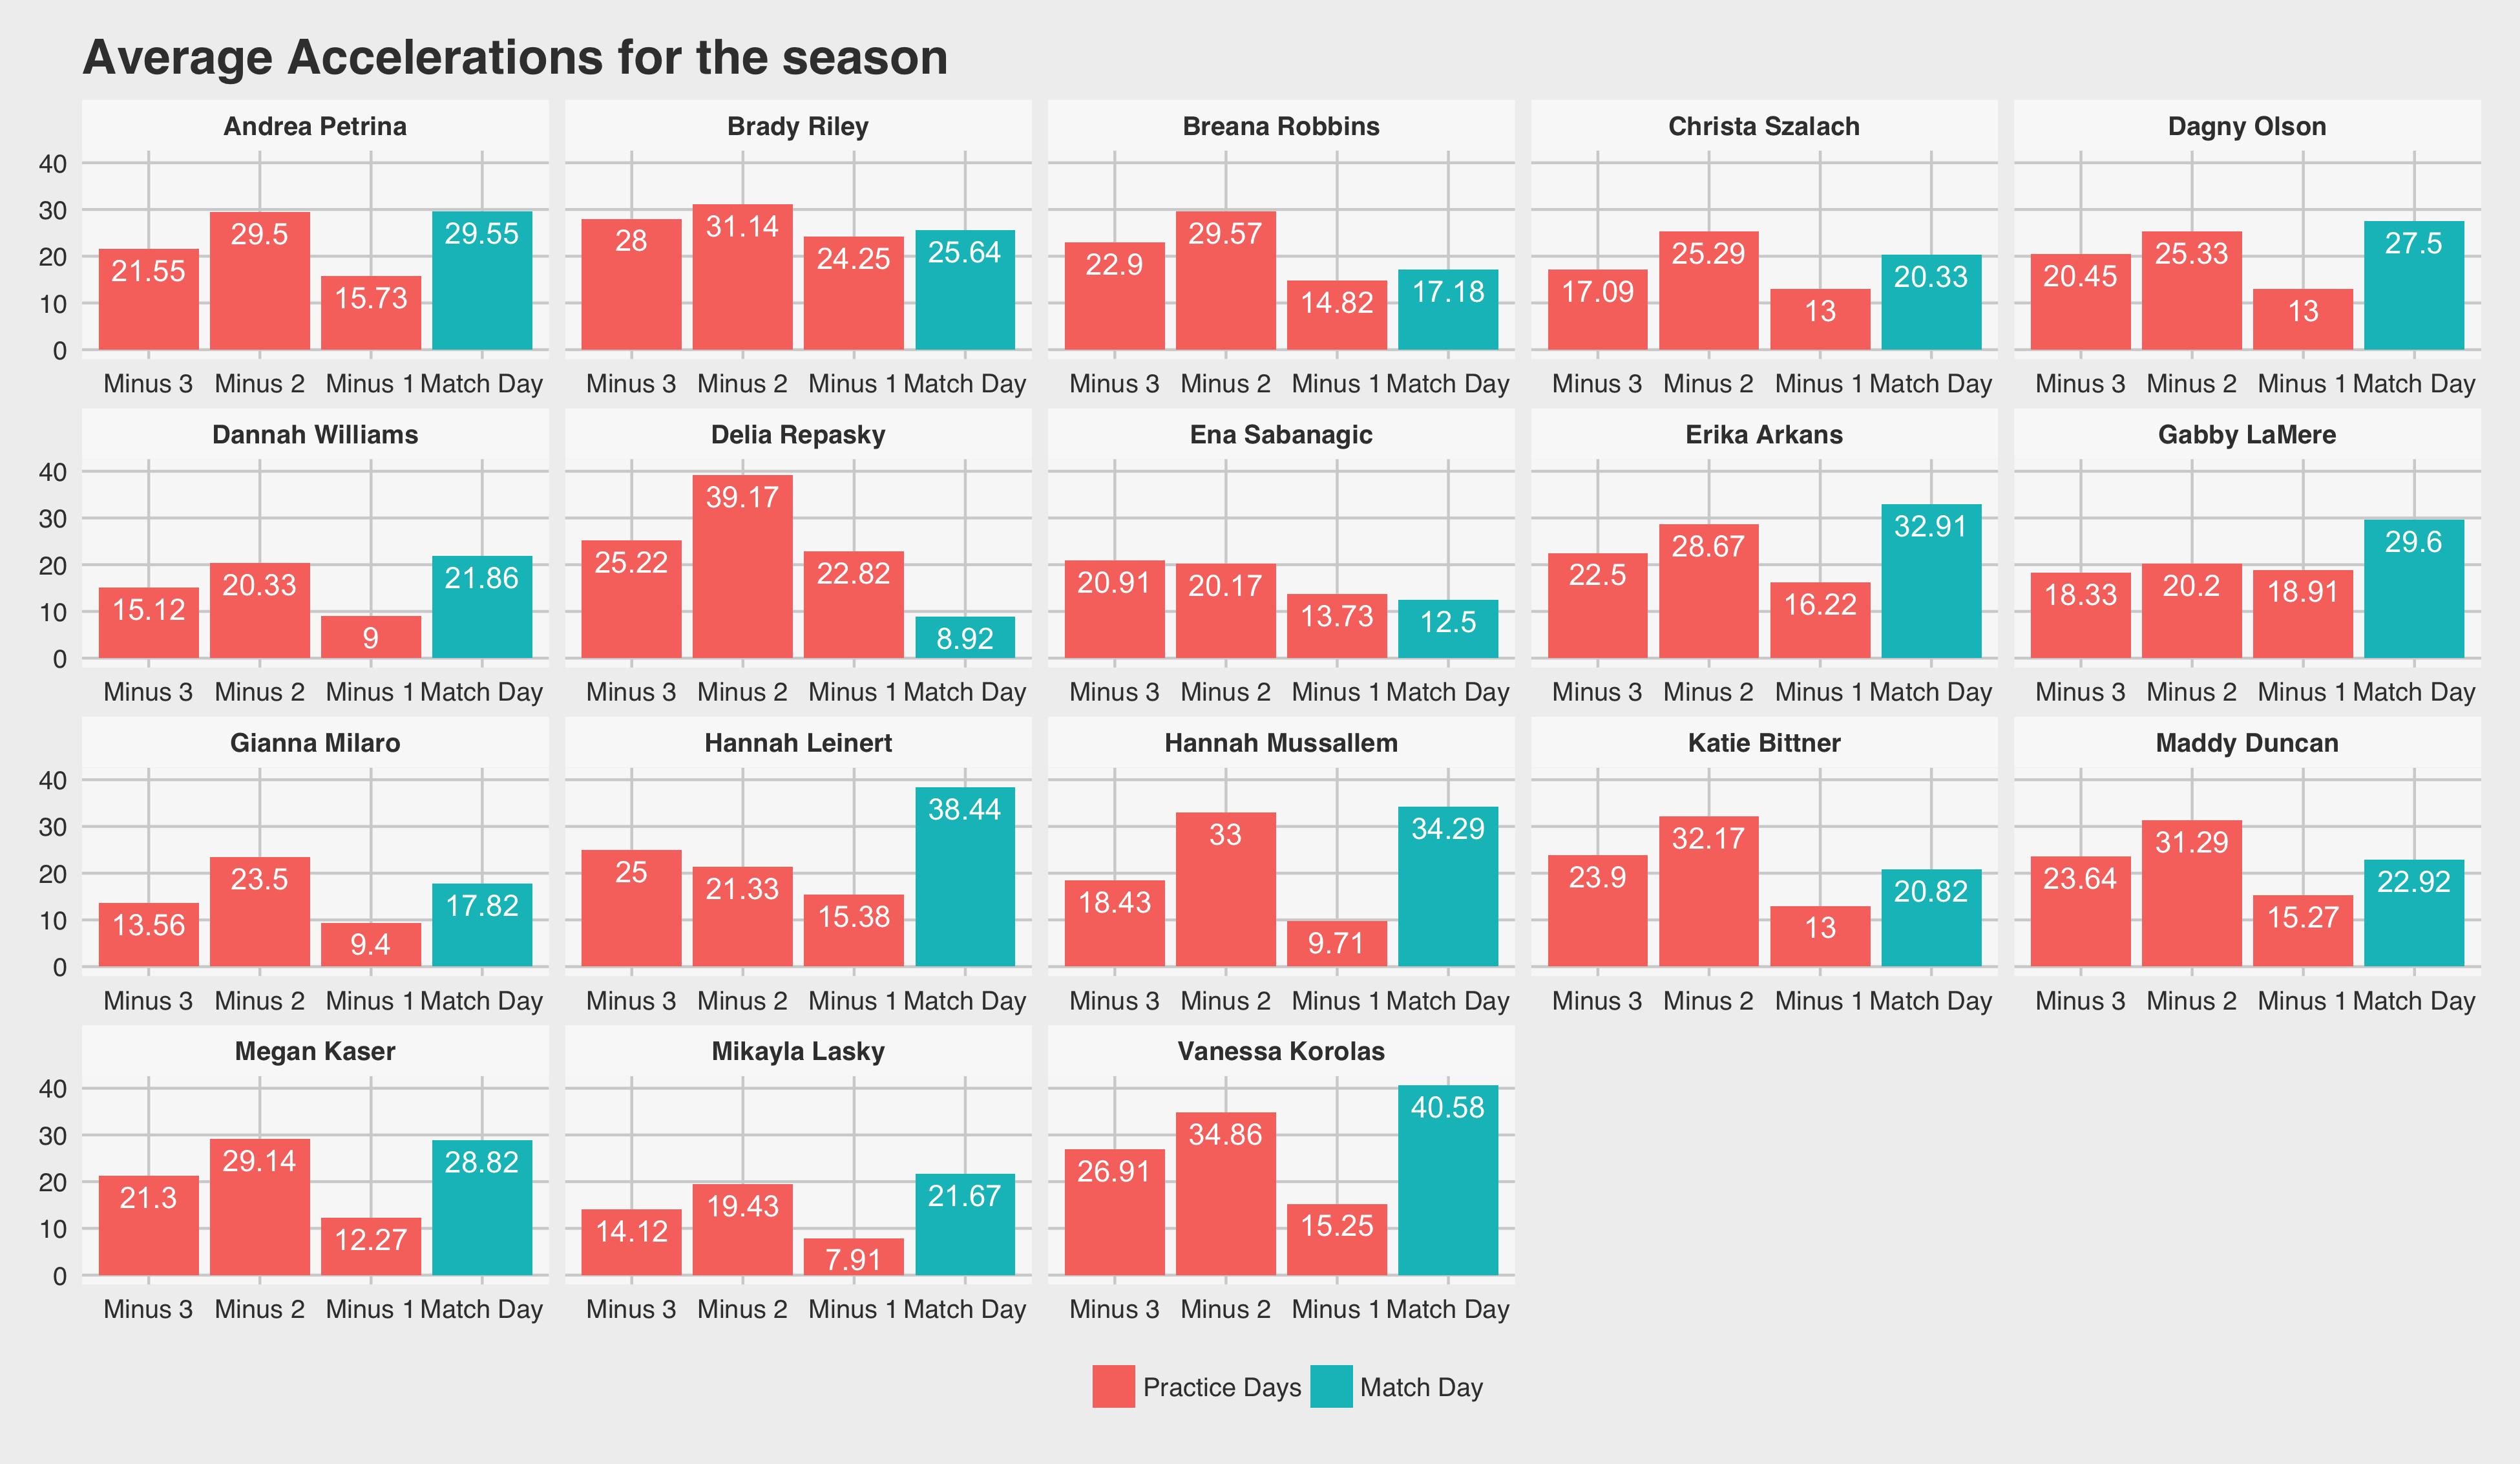 Average Accelerations for the season
Andrea Petrina Brady Riley Breana Robbins Christa Szalach Dagny Olson
40
30
20
10
0
21.55 29.5 15.73 29.55
28 31.14 24.25 25.64
22.9 29.57 14.82 17.18
17.09 25.29 13 20.33
20.45 25.33 13 27.5
Minus 3 Minus 2 Minus 1 Match Day Minus 3 Minus 2 Minus 1 Match Day Minus 3 Minus 2 Minus 1 Match Day Minus 3 Minus 2 Minus 1 Match Day Minus 3 Minus 2 Minus 1 Match Day
Dannah Williams Delia Repasky Ena Sabanagic Erika Arkans Gabby LaMere
40
30
20
10
0
15.12 20.33 9 21.86
25.22 39.17 22.82 8.92
20.91 20.17 13.73 12.5
22.5 28.67 16.22 32.91
18.33 20.2 18.91 29.6
Minus 3 Minus 2 Minus 1 Match Day Minus 3 Minus 2 Minus 1 Match Day Minus 3 Minus 2 Minus 1 Match Day Minus 3 Minus 2 Minus 1 Match Day Minus 3 Minus 2 Minus 1 Match Day
Gianna Milaro Hannah Leinert Hannah Mussallem Katie Bittner Maddy Duncan
40
30
20
10
0
13.56 23.5 9.4 17.82
25 21.33 15.38 38.44
18.43 33 9.71 34.29
23.9 32.17 13 20.82
23.64 31.29 15.27 22.92
Minus 3 Minus 2 Minus 1 Match Day Minus 3 Minus 2 Minus 1 Match Day Minus 3 Minus 2 Minus 1 Match Day Minus 3 Minus 2 Minus 1 Match Day Minus 3 Minus 2 Minus 1 Match Day
Megan Kaser Mikayla Lasky Vanessa Korolas
40
30
20
10
0
21.3 29.14 12.27 28.82
14.12 19.43 7.91 21.67
26.91 34.86 15.25 40.58
Minus 3 Minus 2 Minus 1 Match Day Minus 3 Minus 2 Minus 1 Match Day Minus 3 Minus 2 Minus 1 Match Day
Practice Days Match Day